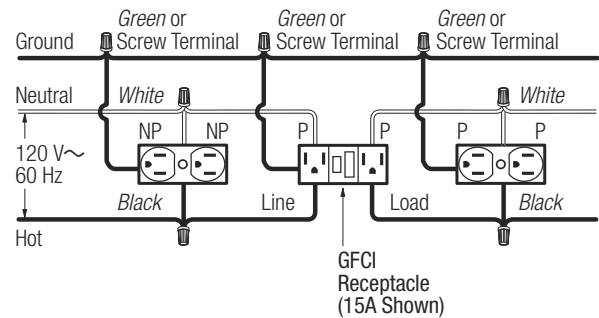 Green or
Screw Terminal
Green or
Screw Terminal
Green or
Screw Terminal
Ground
Neutral
White
White
NP
NP
P
P
P
P
120 V~
60 Hz
Black
Line
Load
Black
Hot
GFCI
Receptacle
(15A Shown)